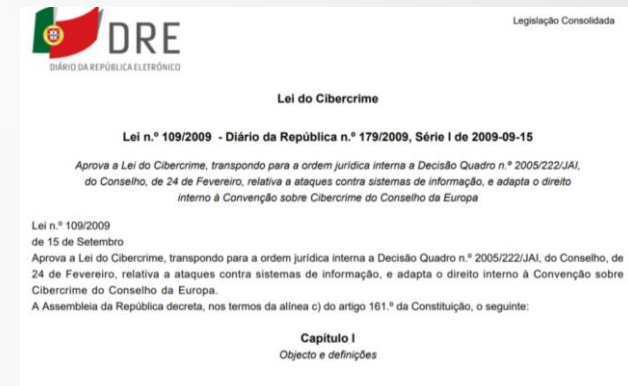 Legislação Consolidada
DRE
DIÁRIO DA REPÚBLICA ELETRÓNICO
Lei do Cibercrime
Lei n.º 109/2009 - Diário da República n.º 179/2009, Série I de 2009-09-15
Aprova a Lei do Cibercrime, transpondo para a ordem jurídica interna a Decisão Quadro n.º 2005/222/JAI,
do Conselho, de 24 de Fevereiro, relativa a ataques contra sistemas de informação, e adapta o direito
interno à Convenção sobre Cibercrime do Conselho da Europa
Lei n.º 109/2009
de 15 de Setembro
Aprova a Lei do Cibercrime, transpondo para a ordem jurídica interna a Decisão Quadro n.º 2005/222/JAI, do Conselho, de
24 de Fevereiro, relativa a ataques contra sistemas de informação, e adapta o direito interno à Convenção sobre
Cibercrime do Conselho da Europa.
A Assembleia da República decreta, nos termos da alínea c) do artigo 161.º da Constituição, o seguinte:
Capítulo I
Objecto e definições